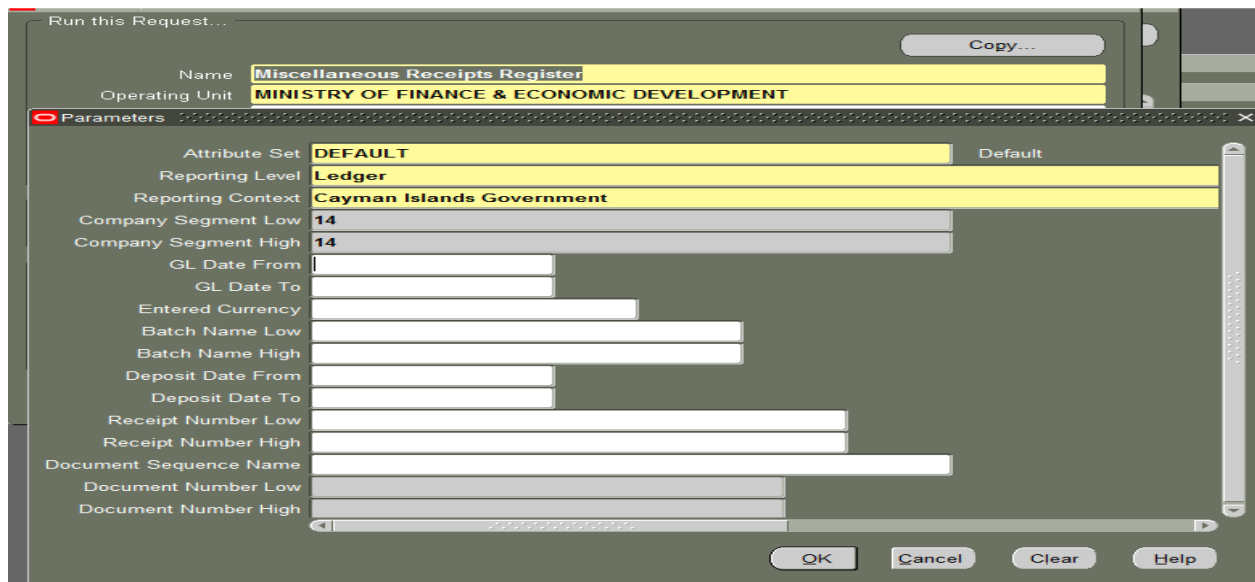 Run this Request...
Copy...
Name Miscellaneous Receipts Register
Operating Unit MINISTRY OF FINANCE & ECONOMIC DEVELOPMENT
Parameters
Attribute Set DEFAULT Default
Reporting Level Ledger
Reporting Context Cayman Islands Government
Company Segment Low 14
Company Segment High 14
GL Date From
GL Date To
Entered Currency
Batch Name Low
Batch Name High
Deposit Date From
Deposit Date To
Receipt Number Low
Receipt Number High
Document Sequence Name
Document Number Low
Document Number High
OK Cancel Clear Help